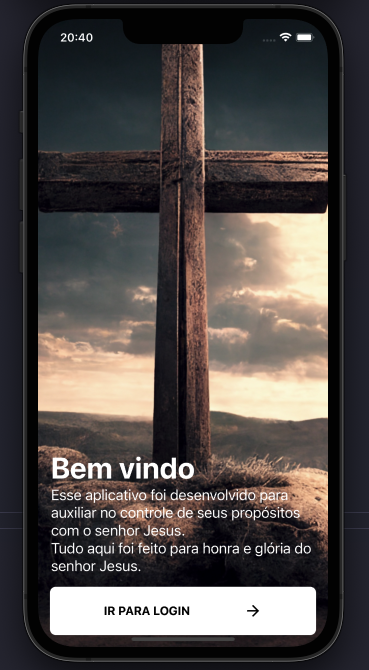 20:40
Bem vindo
Esse aplicativo foi desenvolvido para
auxiliar no controle de seus propósitos
com o senhor Jesus.
Tudo aqui foi feito para honra e glória do
senhor Jesus.
IR PARA LOGIN